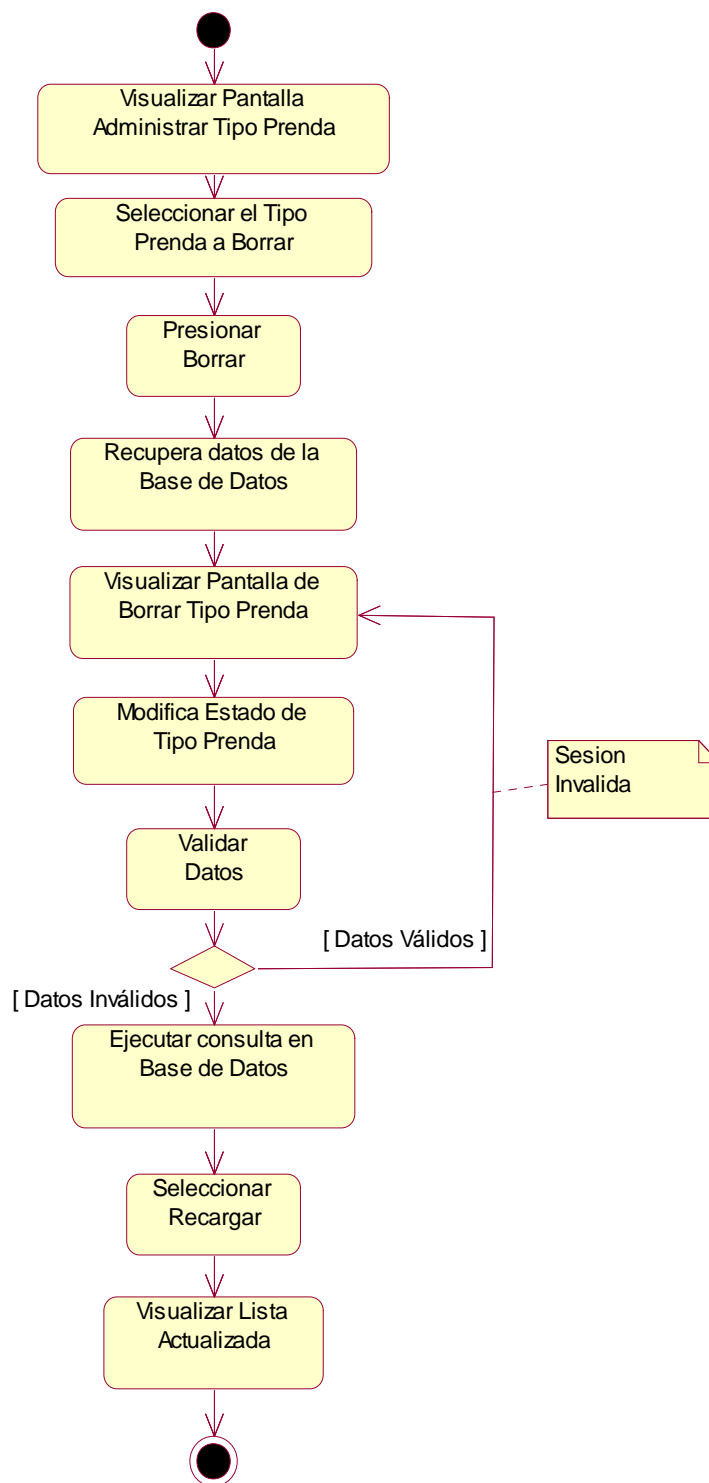 Visualizar Pantalla
Administrar Tipo Prenda
Seleccionar el Tipo
Prenda a Borrar
Presionar
Borrar
Recupera datos de la
Base de Datos
Visualizar Pantalla de
Borrar Tipo Prenda
Modifica Estado de
Tipo Prenda
Sesion
Invalida
Validar
Datos
[ Datos Válidos ]
[ Datos Inválidos ]
Ejecutar consulta en
Base de Datos
Seleccionar
Recargar
Visualizar Lista
Actualizada